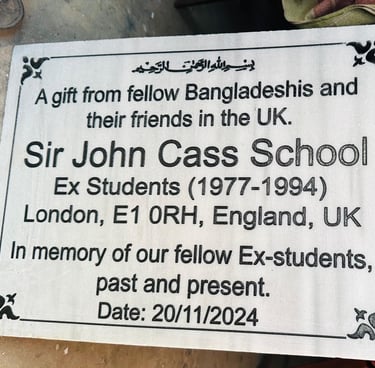 بسم الله الرحمن الرحيم
A gift from fellow Bangladeshis and
their friends in the UK.
Sir John Cass School
Ex Students (1977-1994)
London, E1 0RH, England, UK
In memory of our fellow Ex-students,
past and present.
Date: 20/11/2024